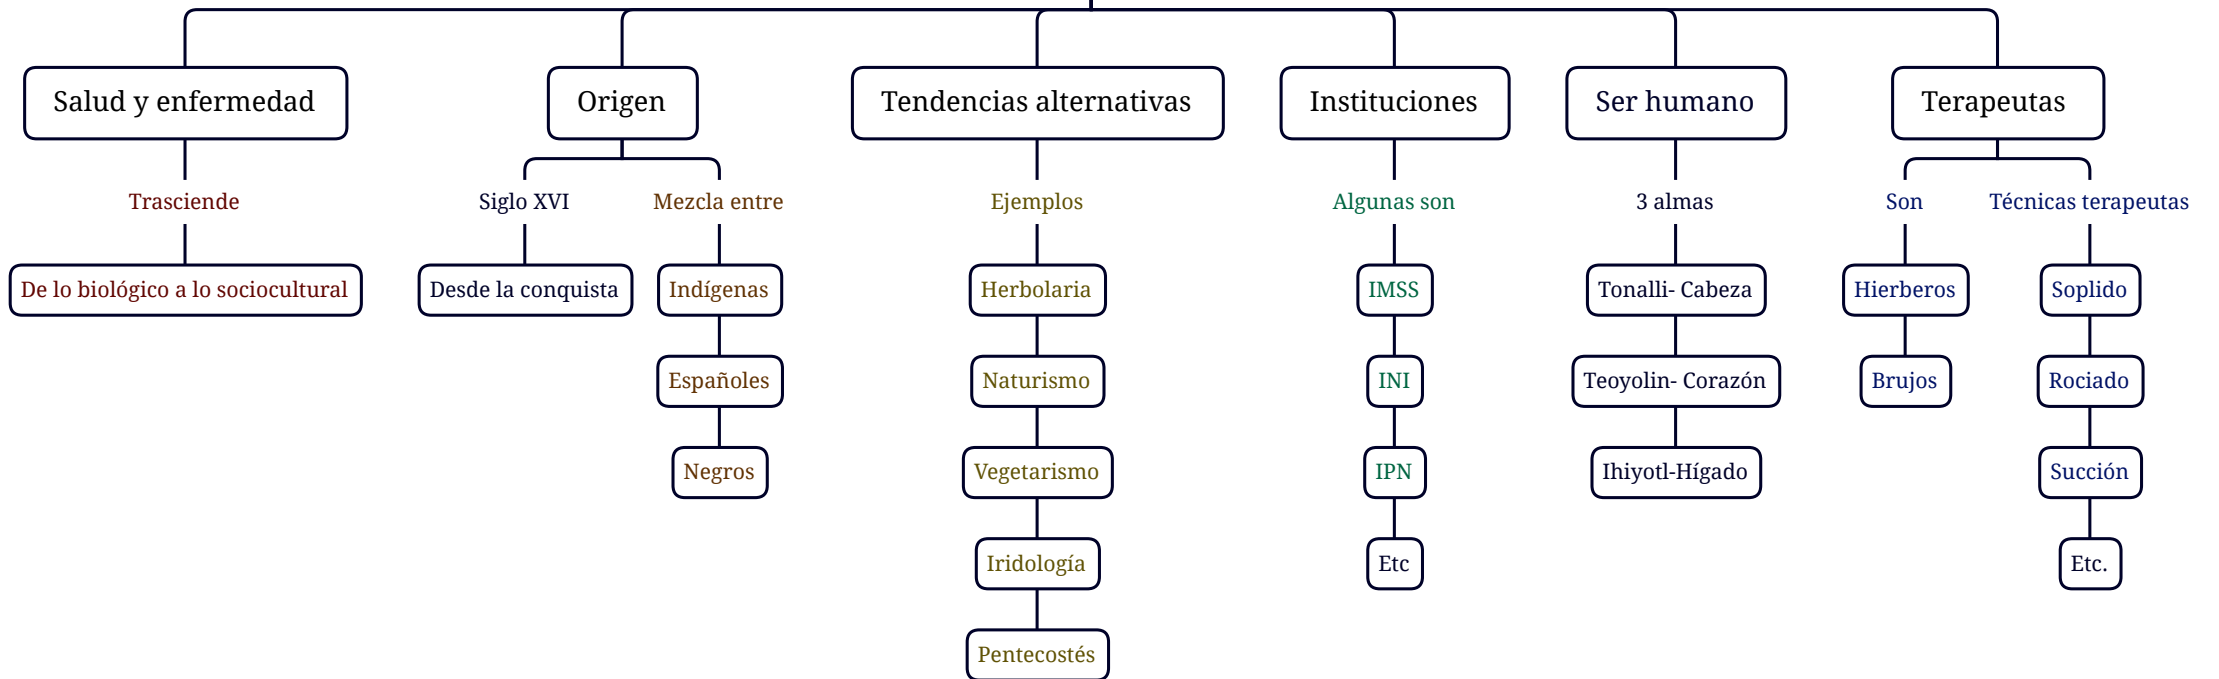 Salud y enfermedad
Origen
Tendencias alternativas
Instituciones
Ser humano
Terapeutas
Trasciende
Siglo XVI
Mezcla entre
Ejemplos
Algunas son
3 almas
Son
Técnicas terapeutas
De lo biológico a lo sociocultural
Desde la conquista
Indígenas
Herbolaria
IMSS
Tonalli- Cabeza
Hierberos
Soplido
Españoles
Naturismo
INI
Teoyolin- Corazón
Brujos
Rociado
Negros
Vegetarismo
IPN
Ihiyotl-Hígado
Succión
Iridología
Etc
Etc.
Pentecostés